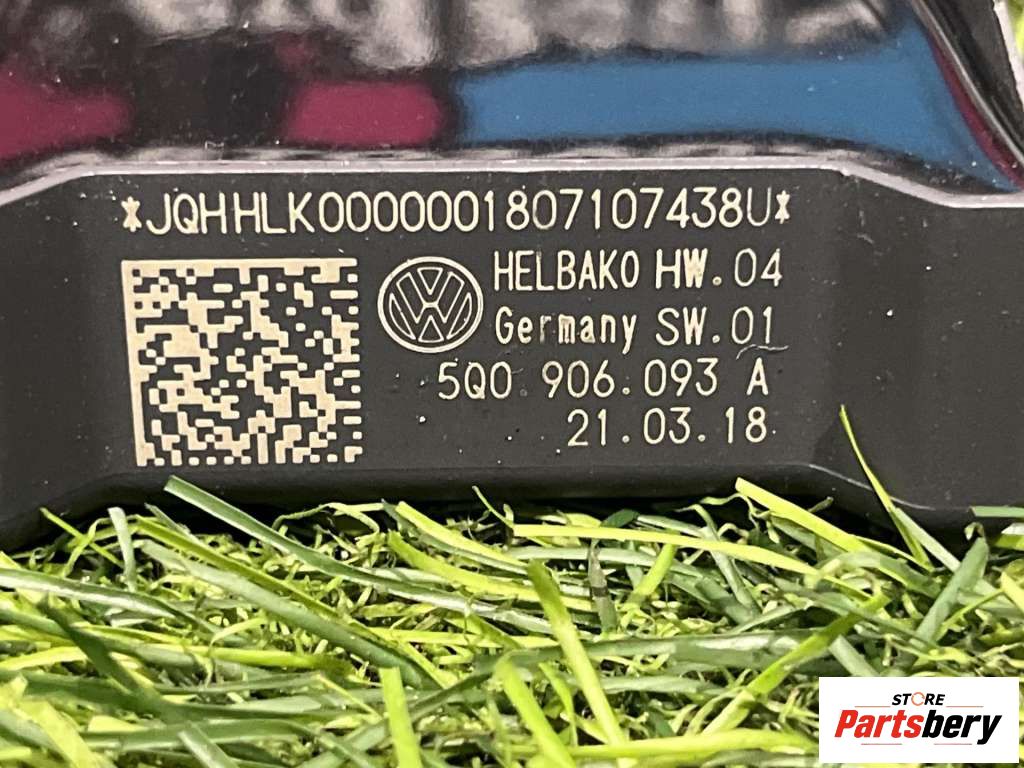 *JQHHLK0000001807107438U*
HELBAKO HW.04
Germany SW.01
5Q0 906.093 A
21.03.18
STORE
Partsbery